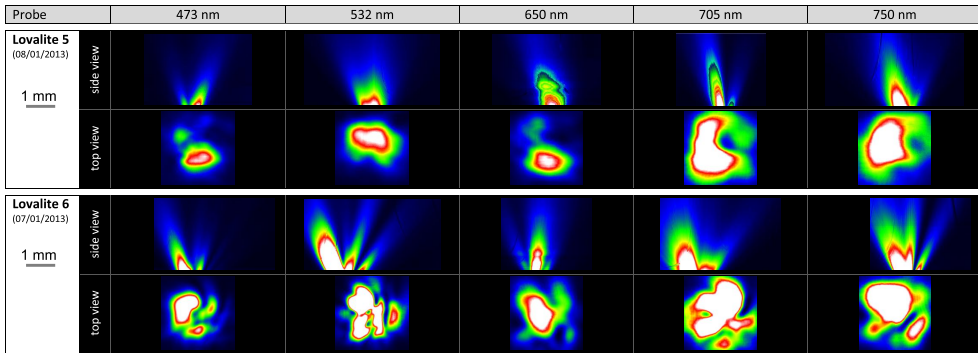 Probe 473 nm 532 nm 650 nm 705 nm 750 nm
Lovalite 5
(08/01/2013)
1 mm
side view
top view
Lovalite 6
(07/01/2013)
1 mm
side view
top view